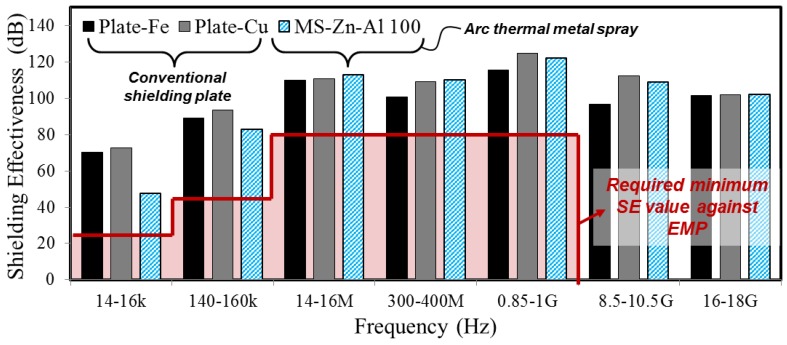 140
120
100
80
60
40
20
0
Shielding Effectiveness (dB)
Plate-Fe
Plate-Cu
MS-Zn-Al 100
Arc thermal metal spray
Conventional
shielding plate
Required minimum
SE value against
EMP
14-16k
140-160k
14-16M
300-400M
0.85-1G
8.5-10.5G
16-18G
Frequency (Hz)